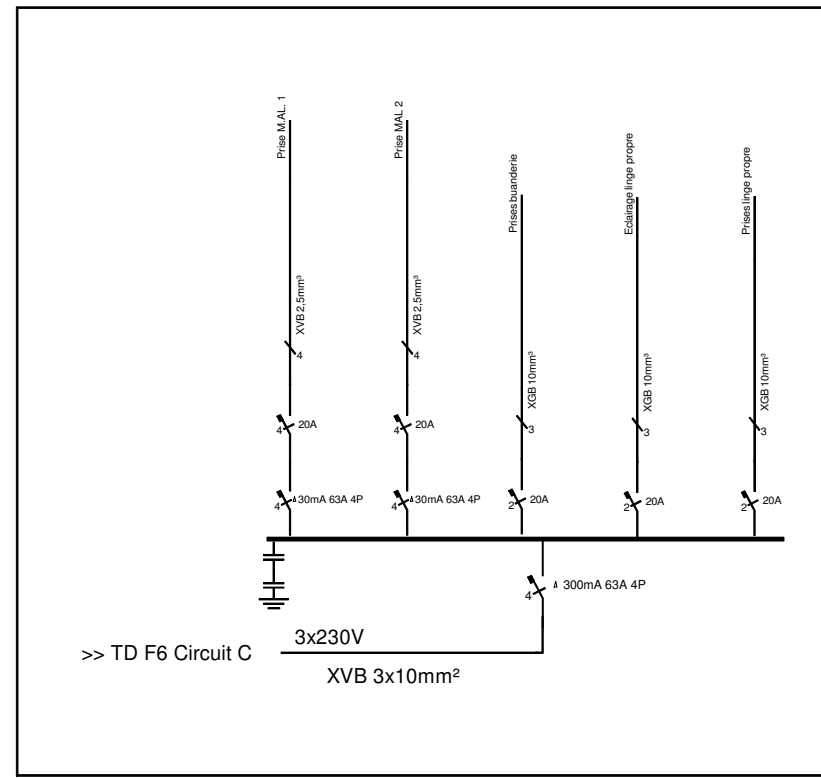 Prise M.AL. 1
Prise MAL 2
Prises buanderie
Eclairage linge propre
Prises linge propre
XVB 2,5mm³
XVB 2,5mm³
XGB 10mm³
XGB 10mm³
XGB 10mm³
4
4
4 20A
4 20A
3
3
3
4 Δ 30mA 63A 4P
4 Δ 30mA 63A 4P
2 20A
2 20A
2 20A
4 Δ 300mA 63A 4P
3x230V
>> TD F6 Circuit C
XVB 3x10mm²